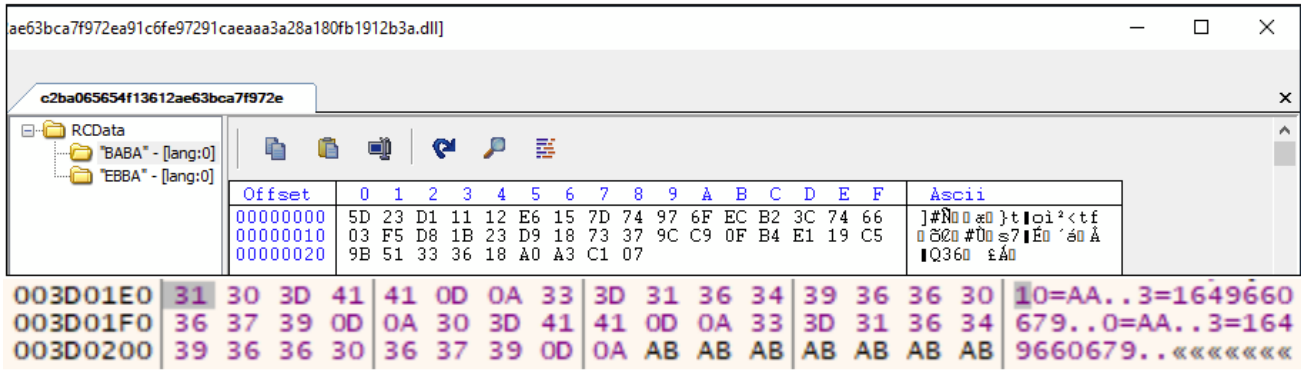 ae63bca7f972ea91c6fe97291caeaaa3a28a180fb1912b3a.dll]
c2ba065654f13612ae63bca7f972e
RCData
"BABA" - [lang:0]
"EBBA" - [lang:0]
Offset 0 1 2 3 4 5 6 7 8 9 A B C D E F Ascii
00000000 5D 23 D1 11 12 E6 15 7D 74 97 6F EC B2 3C 74 66 ]#Ñ▯▯æ▯}t▮oì²<tf
00000010 03 F5 D8 1B 23 D9 18 73 37 9C C9 0F B4 E1 19 C5 ▯õØ▯#Ù▯s7▮É▯´á▯Å
00000020 9B 51 33 36 18 A0 A3 C1 07 ▮Q36▯ £Á▯
003D01E0 31 30 3D 41 41 0D 0A 33 3D 31 36 34 39 36 36 30 10=AA..3=1649660
003D01F0 36 37 39 0D 0A 30 3D 41 41 0D 0A 33 3D 31 36 34 679..0=AA..3=164
003D0200 39 36 36 30 36 37 39 0D 0A AB AB AB AB AB AB AB 9660679..«««««««